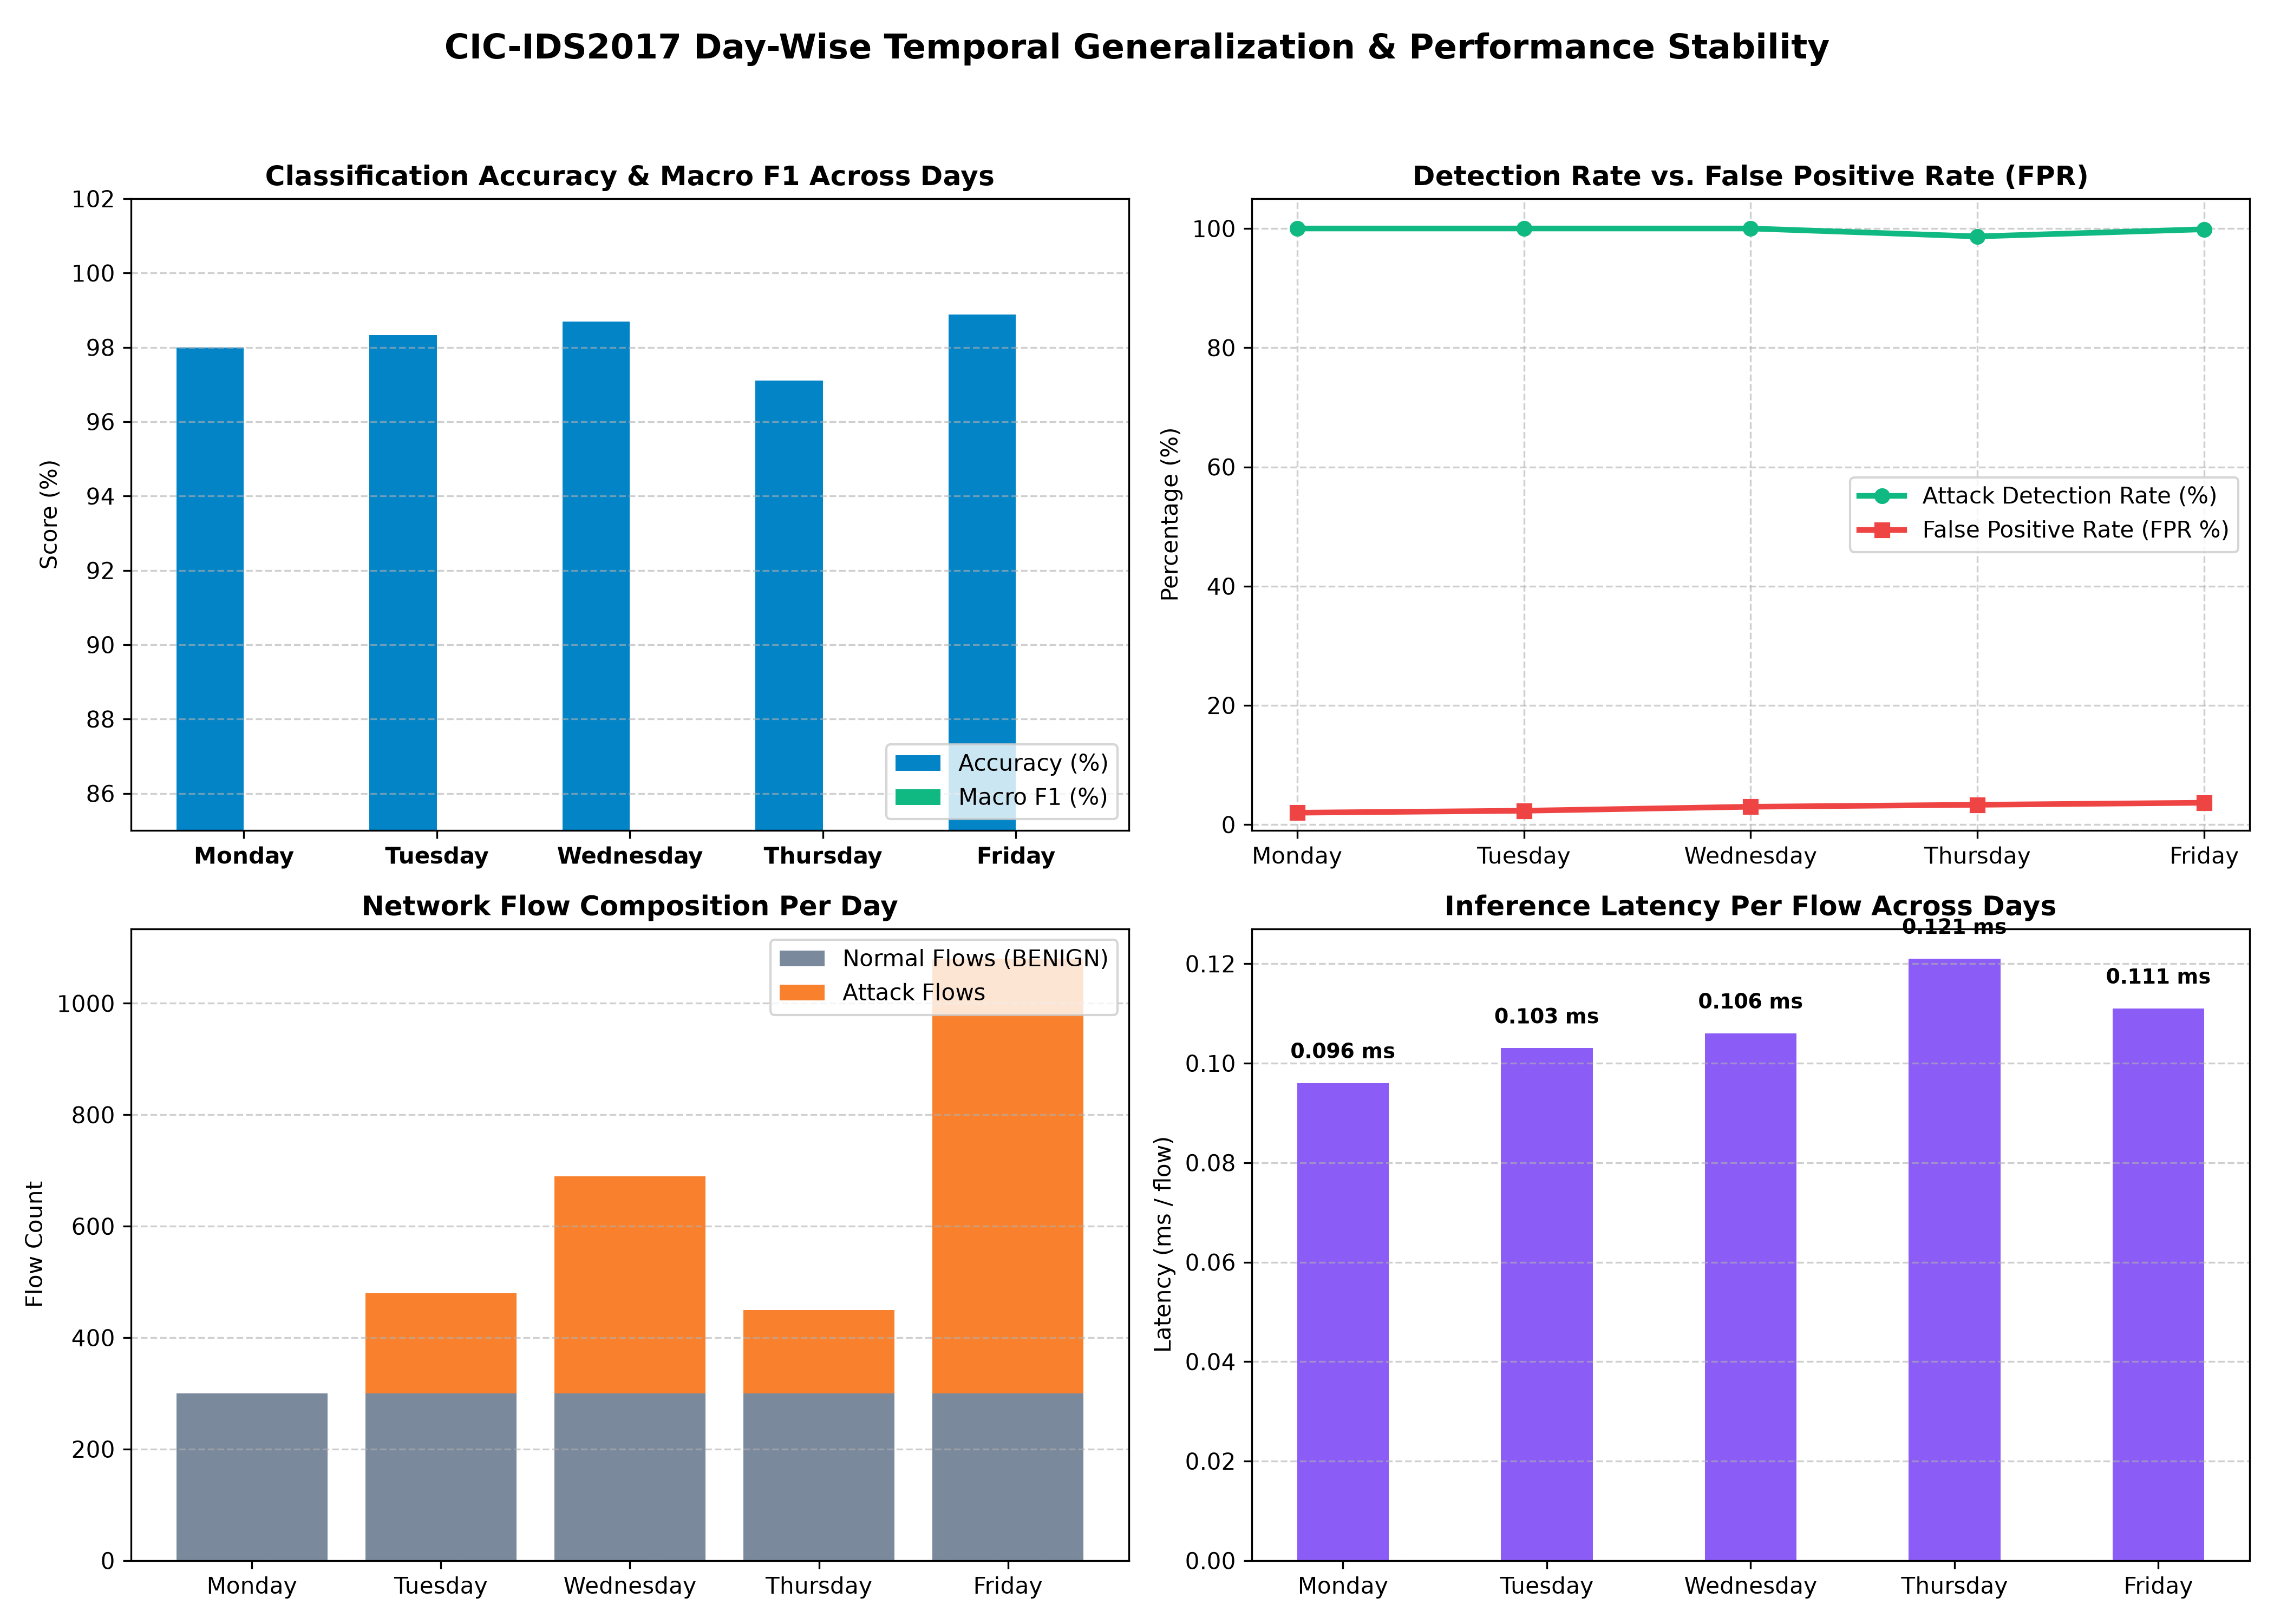 CIC-IDS2017 Day-Wise Temporal Generalization & Performance Stability
Classification Accuracy & Macro F1 Across Days
102
100
98
96
94
92
90
88
86
Score (%)
Accuracy (%)
Macro F1 (%)
Monday Tuesday Wednesday Thursday Friday
Detection Rate vs. False Positive Rate (FPR)
100
80
60
40
20
0
Percentage (%)
Attack Detection Rate (%)
False Positive Rate (FPR %)
Monday Tuesday Wednesday Thursday Friday
Network Flow Composition Per Day
1000
800
600
400
200
0
Flow Count
Normal Flows (BENIGN)
Attack Flows
Monday Tuesday Wednesday Thursday Friday
Inference Latency Per Flow Across Days
0.12
0.10
0.08
0.06
0.04
0.02
0.00
Latency (ms / flow)
0.096 ms
0.103 ms
0.106 ms
0.121 ms
0.111 ms
Monday Tuesday Wednesday Thursday Friday